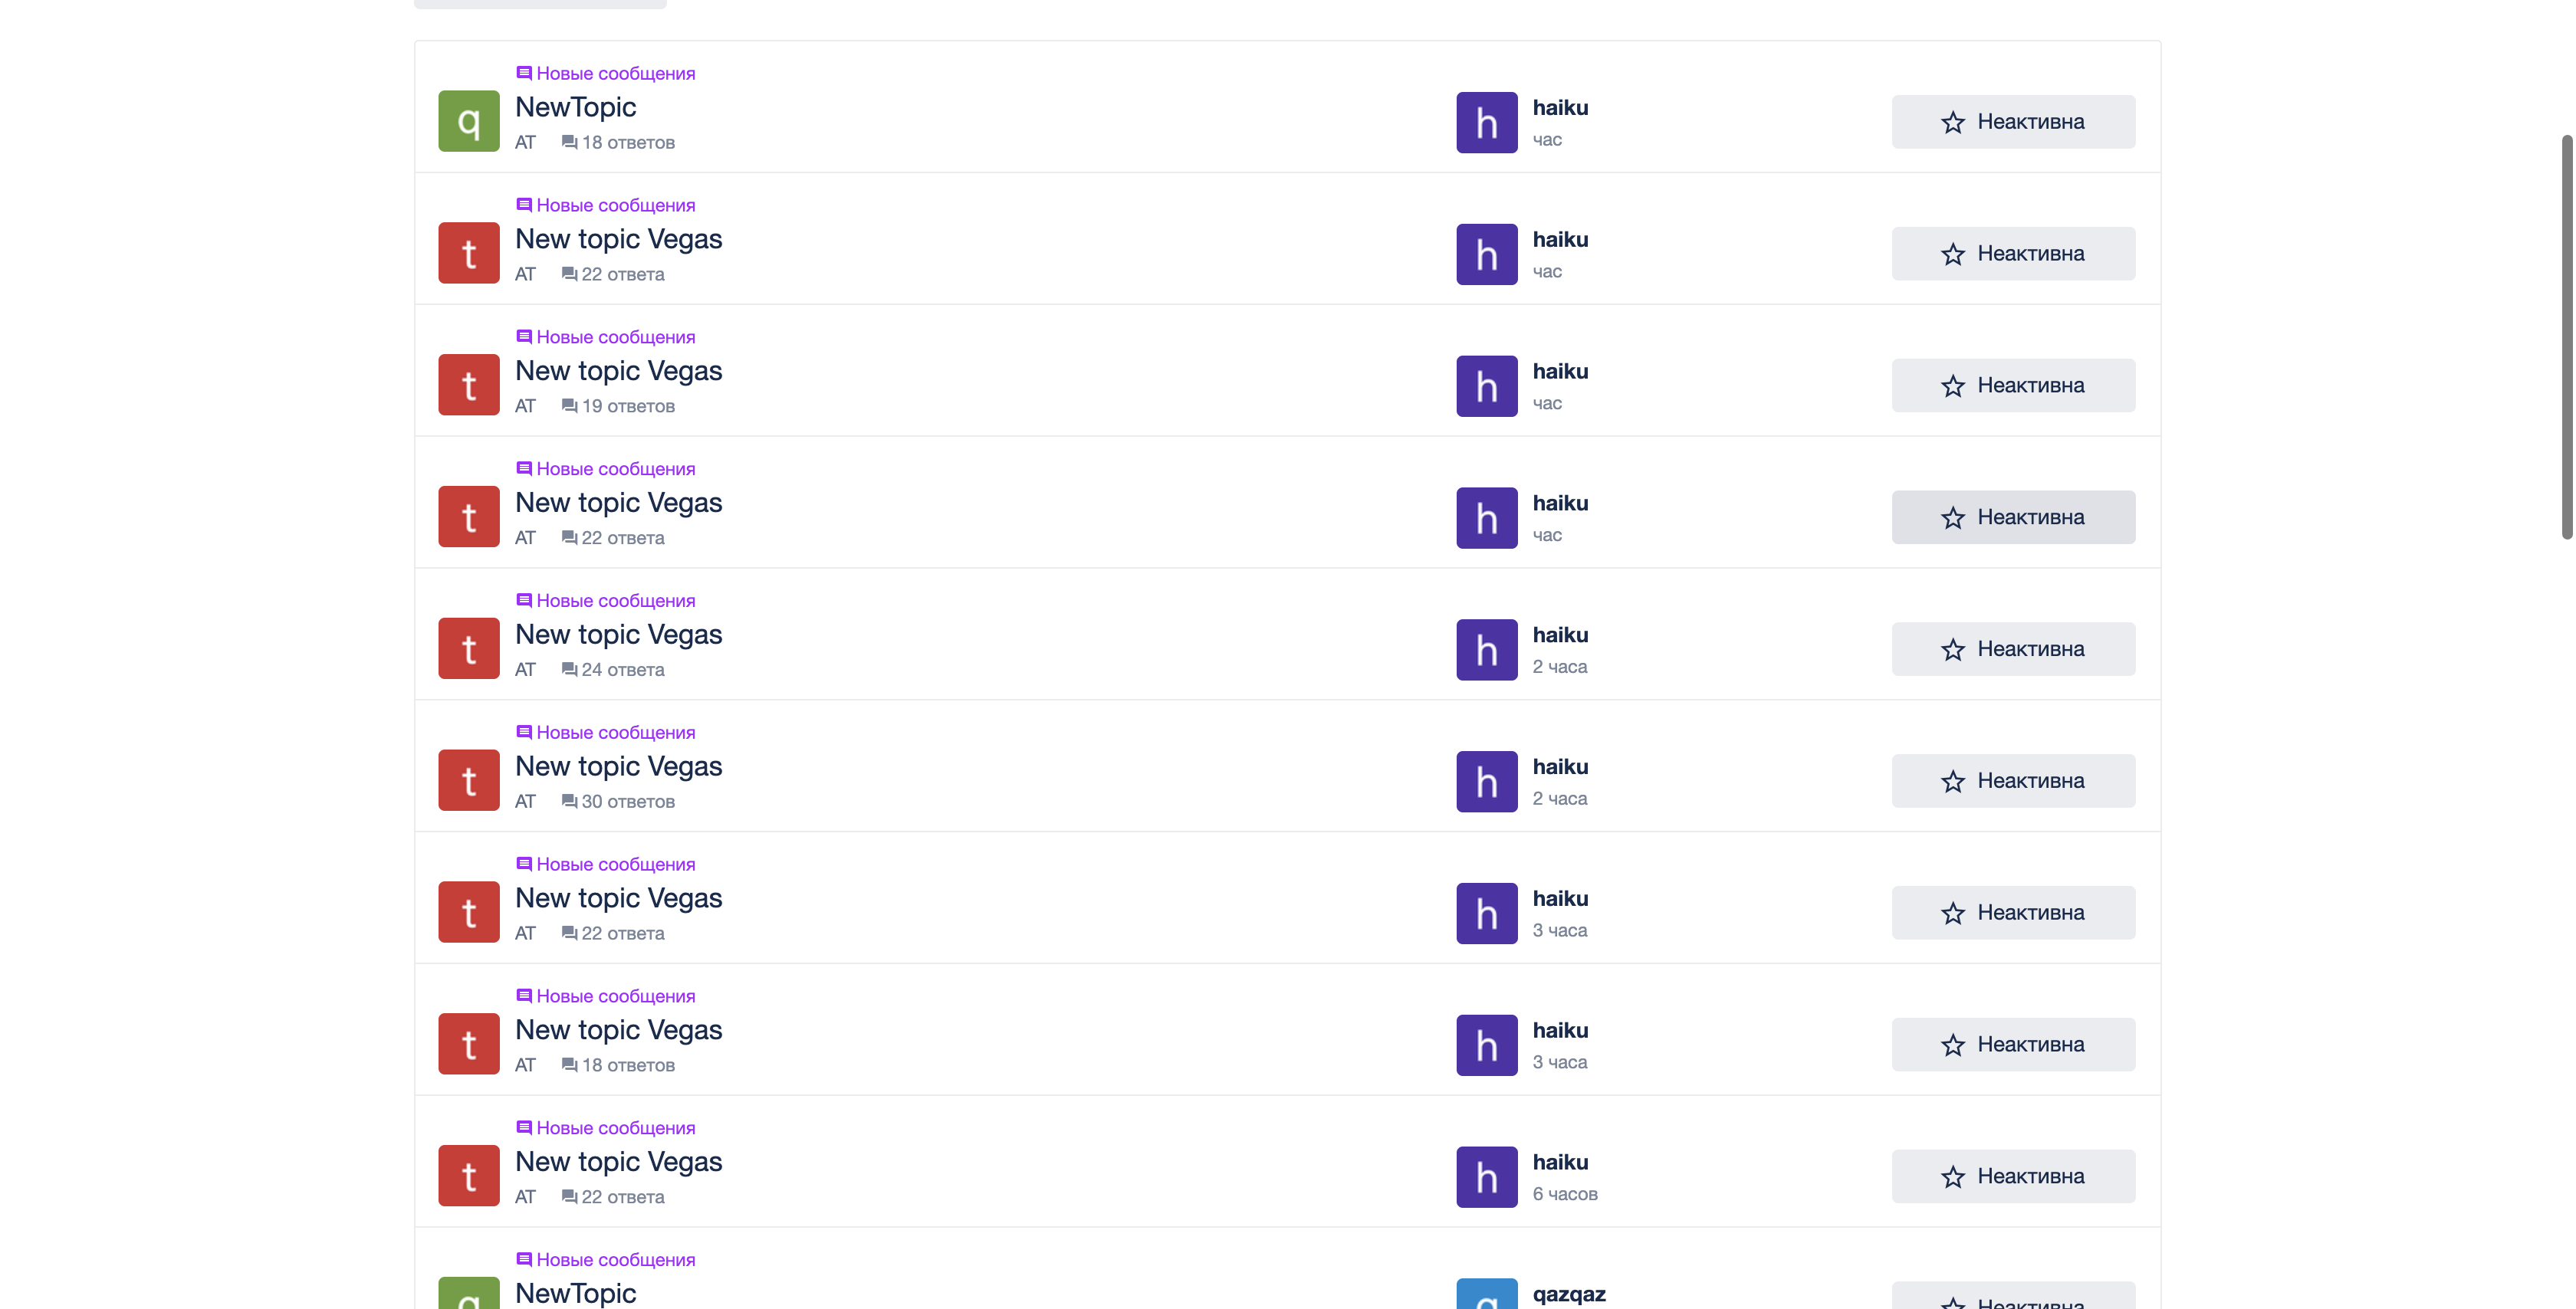 Новые сообщения
q
NewTopic
AT 18 ответов
h
haiku
час
Неактивна
Новые сообщения
t
New topic Vegas
AT 22 ответа
h
haiku
час
Неактивна
Новые сообщения
t
New topic Vegas
AT 19 ответов
h
haiku
час
Неактивна
Новые сообщения
t
New topic Vegas
AT 22 ответа
h
haiku
час
Неактивна
Новые сообщения
t
New topic Vegas
AT 24 ответа
h
haiku
2 часа
Неактивна
Новые сообщения
t
New topic Vegas
AT 30 ответов
h
haiku
2 часа
Неактивна
Новые сообщения
t
New topic Vegas
AT 22 ответа
h
haiku
3 часа
Неактивна
Новые сообщения
t
New topic Vegas
AT 18 ответов
h
haiku
3 часа
Неактивна
Новые сообщения
t
New topic Vegas
AT 22 ответа
h
haiku
6 часов
Неактивна
Новые сообщения
q
NewTopic
q
qazqaz
Неактивна